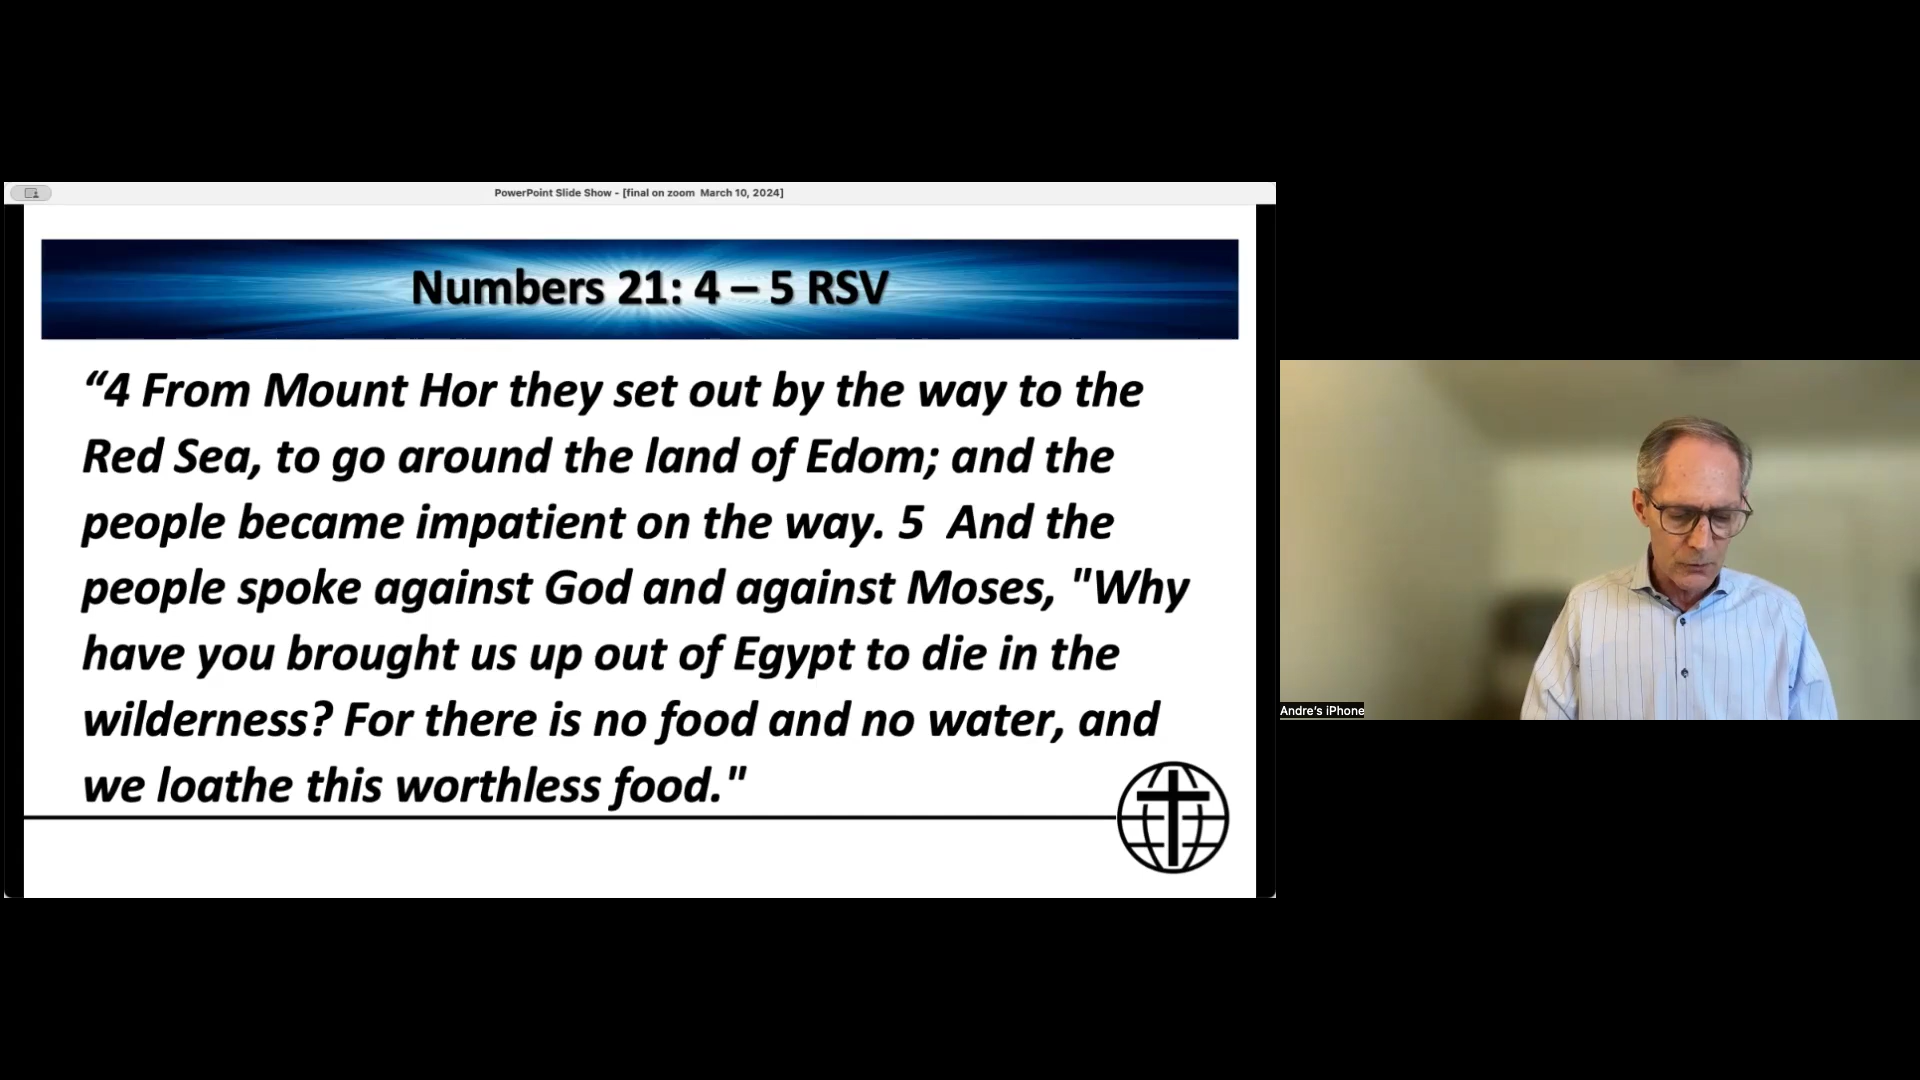 PowerPoint Slide Show - [final on zoom  March 10, 2024]
Numbers 21: 4 – 5 RSV
“4 From Mount Hor they set out by the way to the
Red Sea, to go around the land of Edom; and the
people became impatient on the way. 5  And the
people spoke against God and against Moses, "Why
have you brought us up out of Egypt to die in the
wilderness? For there is no food and no water, and
we loathe this worthless food."
Andre’s iPhone